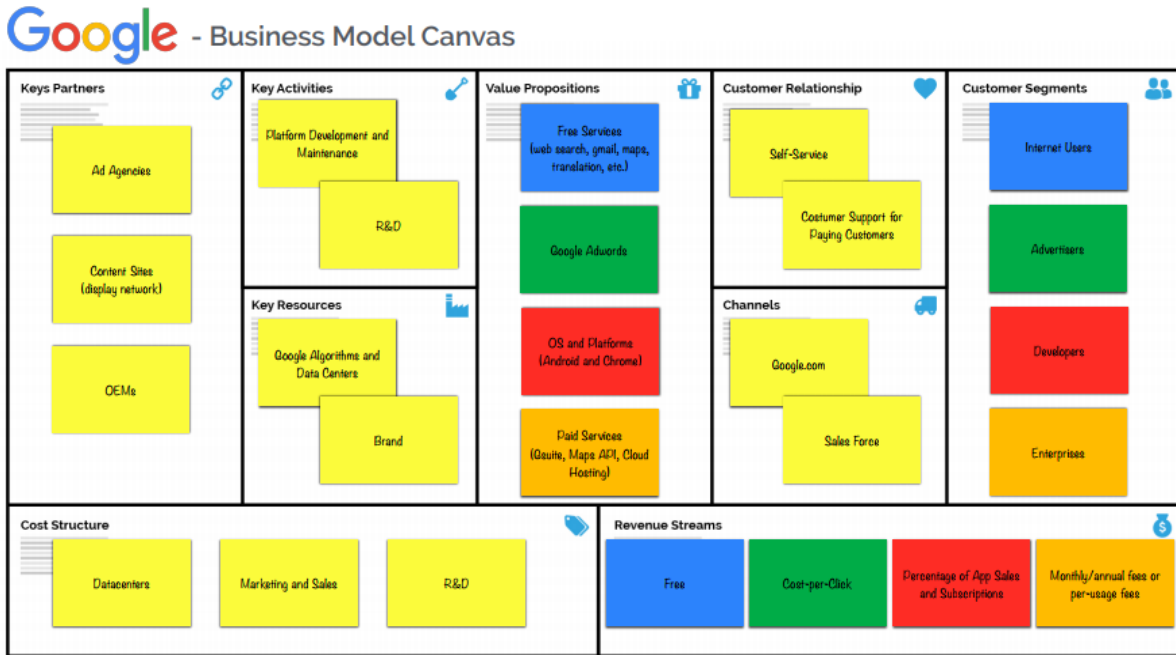 Google - Business Model Canvas
Keys Partners
Ad Agencies
Content Sites
(display network)
OEMs
Key Activities
Platform Development and
Maintenance
R&D
Key Resources
Google Algorithms and
Data Centers
Brand
Value Propositions
Free Services
(web search, gmail, maps,
translation, etc.)
Google Adwords
OS and Platforms
(Android and Chrome)
Paid Services
(Gsuite, Maps API, Cloud
Hosting)
Customer Relationship
Self-Service
Costumer Support for
Paying Customers
Channels
Google.com
Sales Force
Customer Segments
Internet Users
Advertisers
Developers
Enterprises
Cost Structure
Datacenters
Marketing and Sales
R&D
Revenue Streams
$
Free
Cost-per-Click
Percentage of App Sales
and Subscriptions
Monthly/annual fees or
per-usage fees